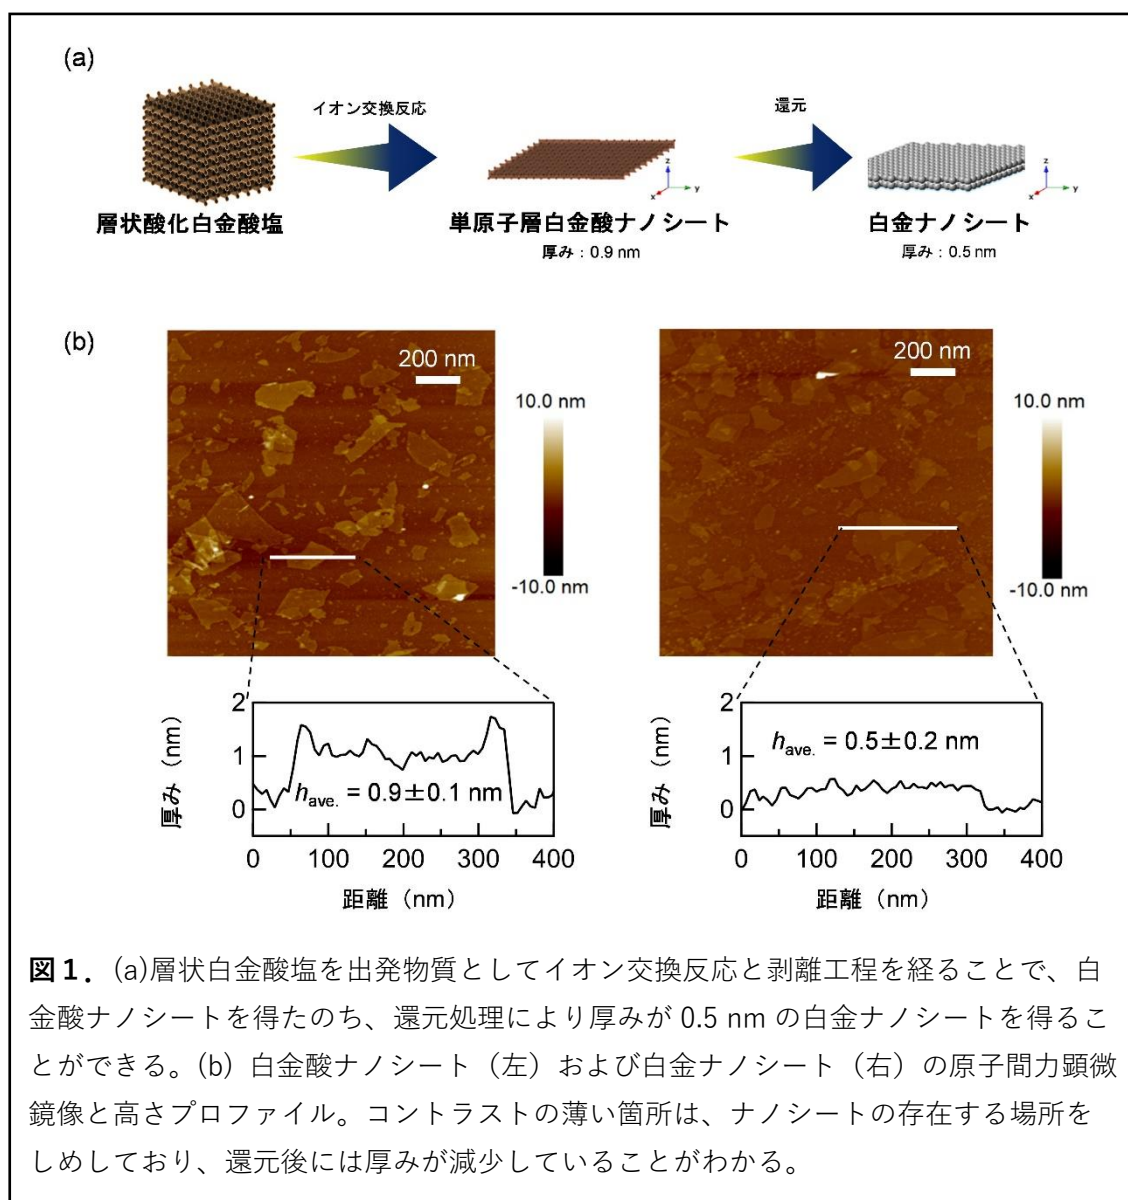 (a)
イオン交換反応
還元
層状酸化白金酸塩
単原子層白金酸ナノシート
厚み：0.9 nm
z
x
y
白金ナノシート
厚み：0.5 nm
z
x
y
(b)
200 nm
10.0 nm
-10.0 nm
200 nm
10.0 nm
-10.0 nm
厚み（nm）
2
1
0
h ave. = 0.9±0.1 nm
0 100 200 300 400
距離（nm）
厚み（nm）
2
1
0
h ave. = 0.5±0.2 nm
0 100 200 300 400
距離（nm）
図１．(a)層状白金酸塩を出発物質としてイオン交換反応と剥離工程を経ることで、白
金酸ナノシートを得たのち、還元処理により厚みが 0.5 nm の白金ナノシートを得るこ
とができる。(b) 白金酸ナノシート（左）および白金ナノシート（右）の原子間力顕微
鏡像と高さプロファイル。コントラストの薄い箇所は、ナノシートの存在する場所を
しめしており、還元後には厚みが減少していることがわかる。